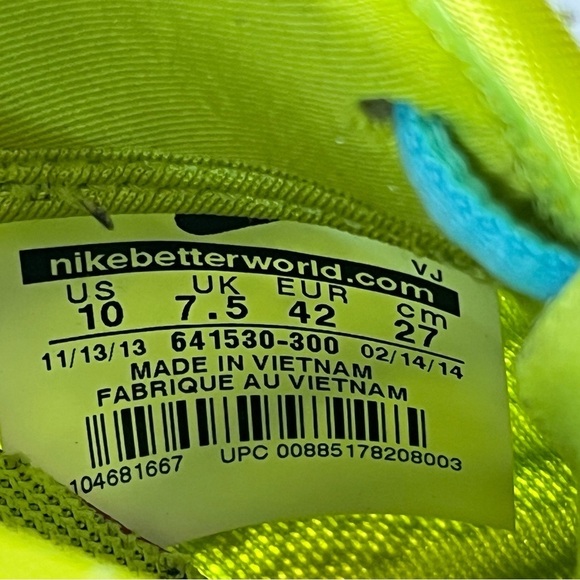 nikebetterworld.com VJ
US UK EUR cm
10 7.5 42 27
11/13/13 641530-300 02/14/14
MADE IN VIETNAM
FABRIQUE AU VIETNAM
104681667 UPC 00885178208003